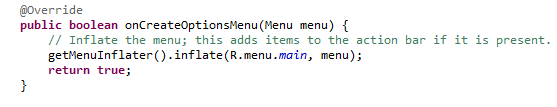 @Override
public boolean onCreateOptionsMenu(Menu menu) {
// Inflate the menu; this adds items to the action bar if it is present.
getMenuInflater().inflate(R.menu.main, menu);
return true;
}